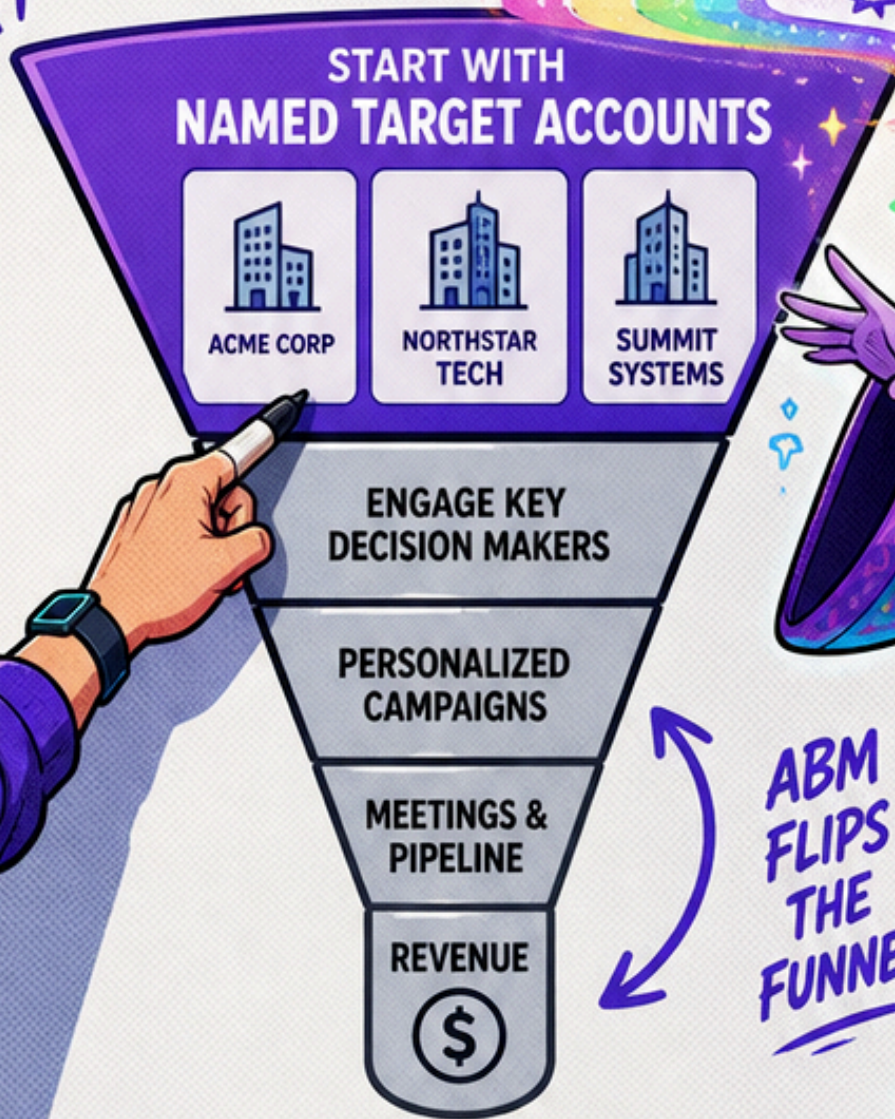 START WITH
NAMED TARGET ACCOUNTS
ACME CORP
NORTHSTAR
TECH
SUMMIT
SYSTEMS
ENGAGE KEY
DECISION MAKERS
PERSONALIZED
CAMPAIGNS
MEETINGS &
PIPELINE
REVENUE
$
ABM
FLIPS
THE
FUNNE